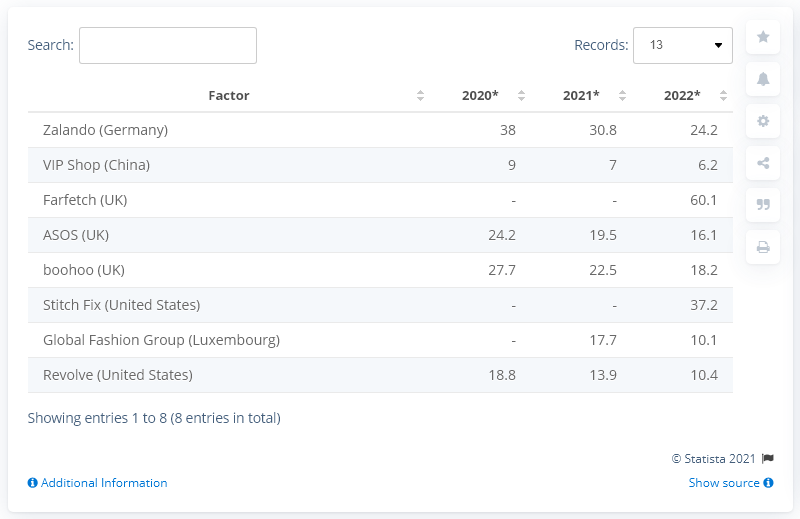 Search:
Records: 13
Factor 2020* 2021* 2022*
Zalando (Germany) 38 30.8 24.2
VIP Shop (China) 9 7 6.2
Farfetch (UK) - - 60.1
ASOS (UK) 24.2 19.5 16.1
boohoo (UK) 27.7 22.5 18.2
Stitch Fix (United States) - - 37.2
Global Fashion Group (Luxembourg) - 17.7 10.1
Revolve (United States) 18.8 13.9 10.4
Showing entries 1 to 8 (8 entries in total)
© Statista 2021
Additional Information Show source